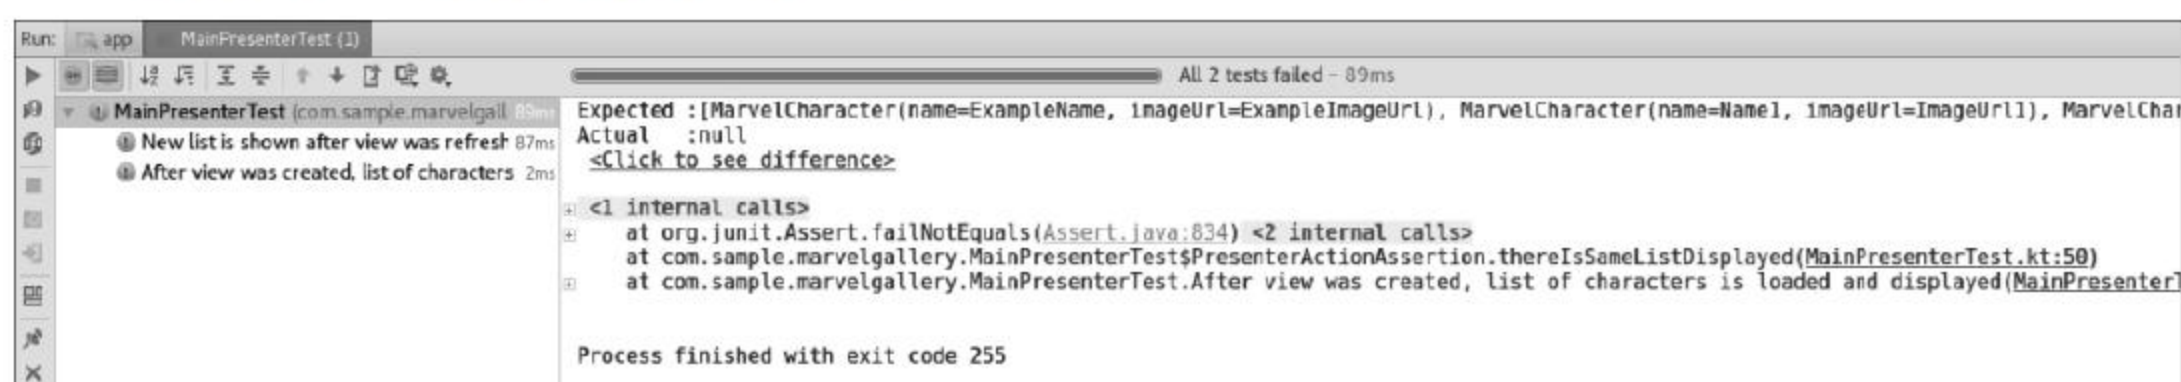 Run: app MainPresenterTest (1)
All 2 tests failed – 89ms
MainPresenterTest (com.sample.marvelgall 89ms
New list is shown after view was refresh 87ms
After view was created, list of characters 2ms
Expected :[MarvelCharacter(name=ExampleName, imageUrl=ExampleImageUrl), MarvelCharacter(name=Name1, imageUrl=ImageUrl1), MarvelChar
Actual :null
<Click to see difference>
<1 internal calls>
at org.junit.Assert.failNotEquals(Assert.java:834) <2 internal calls>
at com.sample.marvelgallery.MainPresenterTest$PresenterActionAssertion.thereIsSameListDisplayed(MainPresenterTest.kt:50)
at com.sample.marvelgallery.MainPresenterTest.After view was created, list of characters is loaded and displayed(MainPresenterT
Process finished with exit code 255